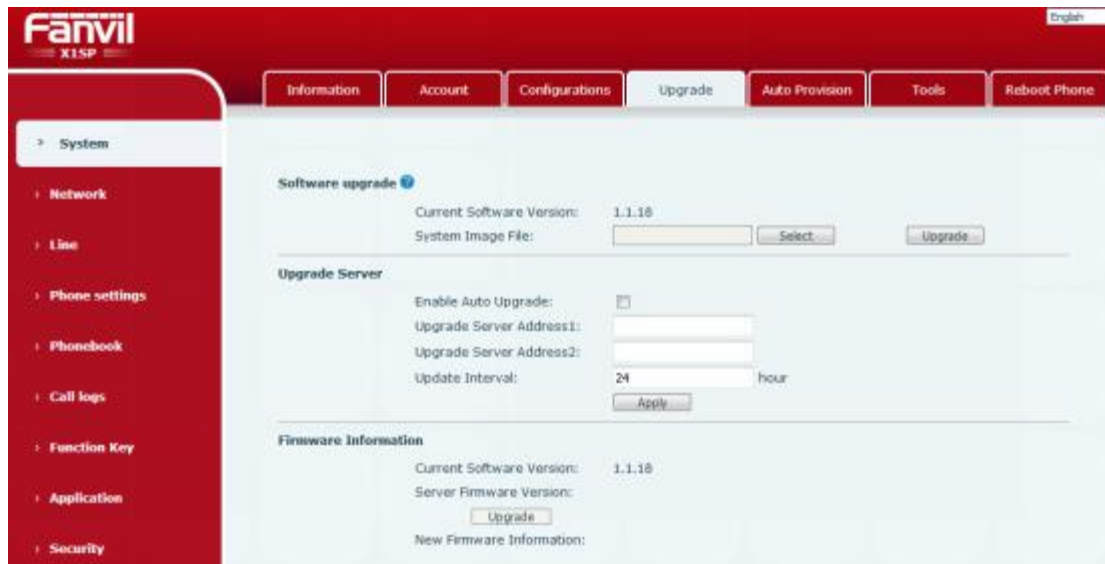 Fanvil
X1SP
English
Information Account Configurations Upgrade Auto Provision Tools Reboot Phone
› System
› Network
› Line
› Phone settings
› Phonebook
› Call logs
› Function Key
› Application
› Security
Software upgrade ?
Current Software Version: 1.1.18
System Image File: Select Upgrade
Upgrade Server
Enable Auto Upgrade:
Upgrade Server Address1:
Upgrade Server Address2:
Update Interval: 24 hour
Apply
Firmware Information
Current Software Version: 1.1.18
Server Firmware Version:
Upgrade
New Firmware Information: